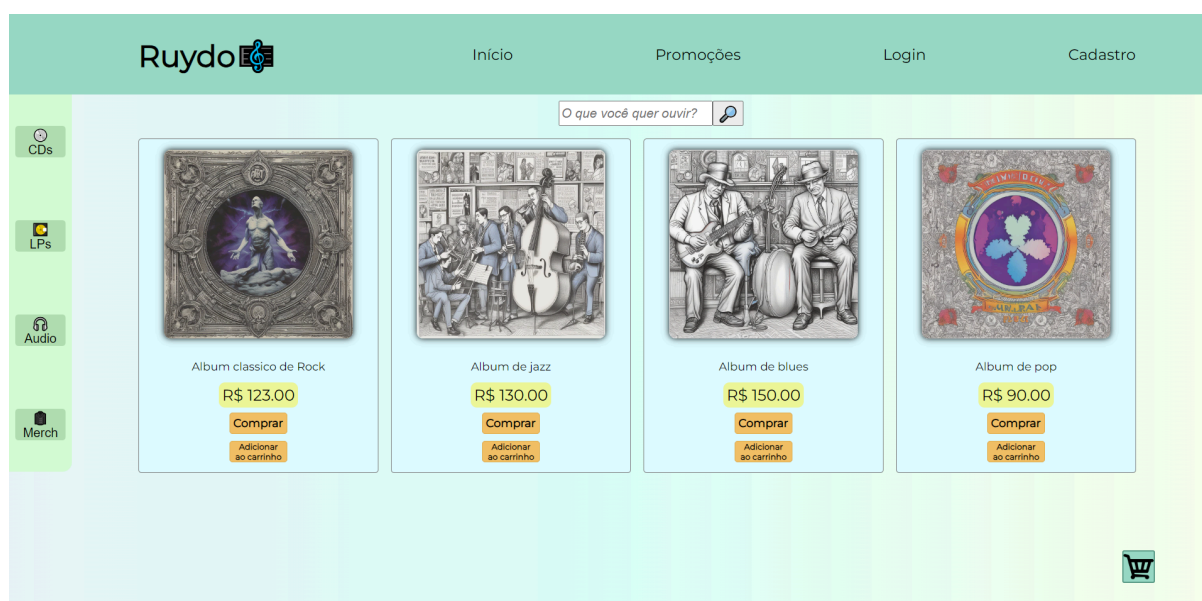 Ruydo
Início
Promoções
Login
Cadastro
O que você quer ouvir?
CDs
LPs
Audio
Merch
Album classico de Rock
R$ 123.00
Comprar
Adicionar
ao carrinho
Album de jazz
R$ 130.00
Comprar
Adicionar
ao carrinho
Album de blues
R$ 150.00
Comprar
Adicionar
ao carrinho
Album de pop
R$ 90.00
Comprar
Adicionar
ao carrinho